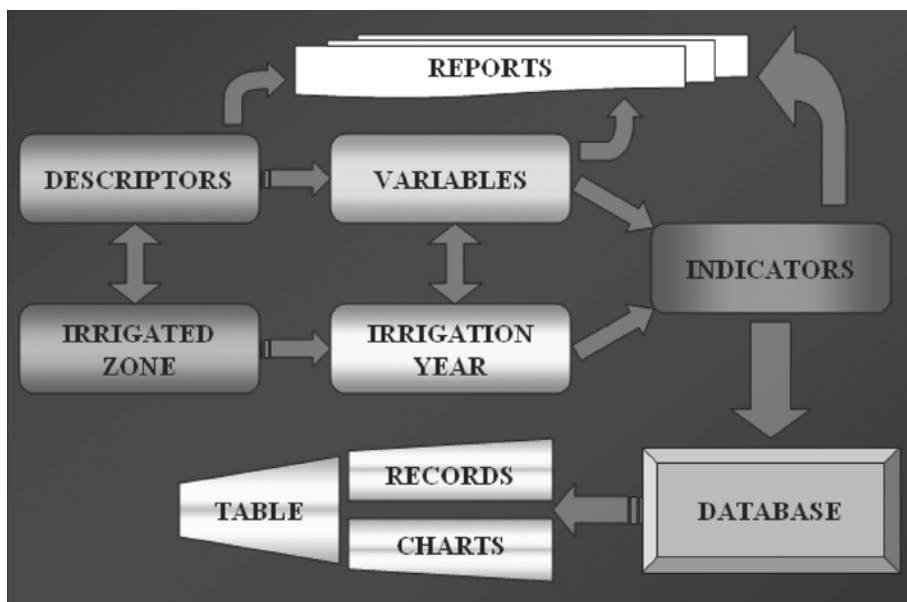 REPORTS
DESCRIPTORS
VARIABLES
INDICATORS
IRRIGATED
ZONE
IRRIGATION
YEAR
RECORDS
TABLE
CHARTS
DATABASE